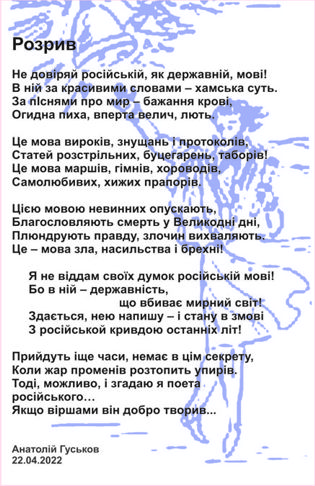 Розрив
Не довіряй російській, як державній, мові!
В ній за красивими словами – хамська суть.
За піснями про мир – бажання крові,
Огидна пиха, вперта велич, лють.
Це мова вироків, знущань і протоколів,
Статей розстрільних, буцегарень, таборів!
Це мова маршів, гімнів, хороводів,
Самолюбивих, хижих прапорів.
Цією мовою невинних опускають,
Благословляють смерть у Великодні дні,
Плюндрують правду, злочин вихваляють.
Це – мова зла, насильства і брехні!
Я не віддам своїх думок російській мові!
Бо в ній – державність,
що вбиває мирний світ!
Здається, нею напишу – і стану в змові
З російської кривдою останніх літ!
Прийдуть іще часи, немає в цім секрету,
Коли жар променів розтопить упирів.
Тоді, можливо, і згадаю я поета
російського…
Якщо віршами він добро творив...
Анатолій Гуськов
22.04.2022